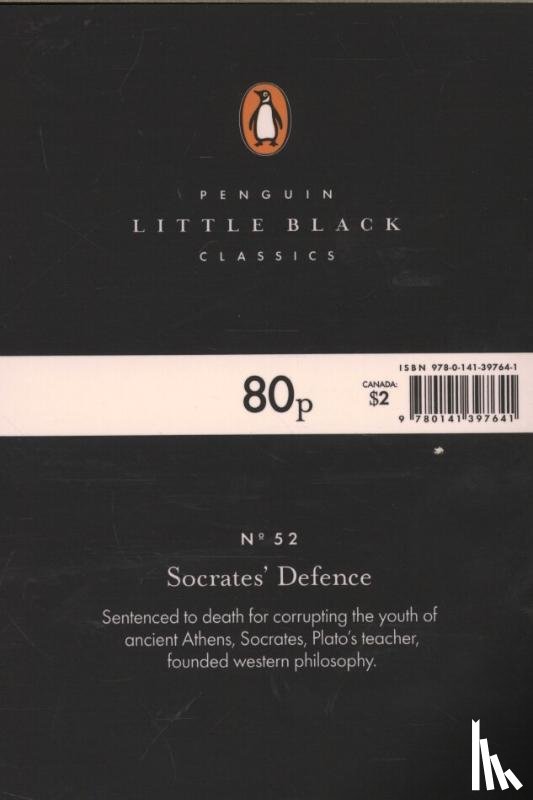 PENGUIN
LITTLE BLACK
CLASSICS
ISBN 978-0-141-39764-1
80p
CANADA:
$2
9 780141 397641
Nº 52
Socrates' Defence
Sentenced to death for corrupting the youth of
ancient Athens, Socrates, Plato's teacher,
founded western philosophy.